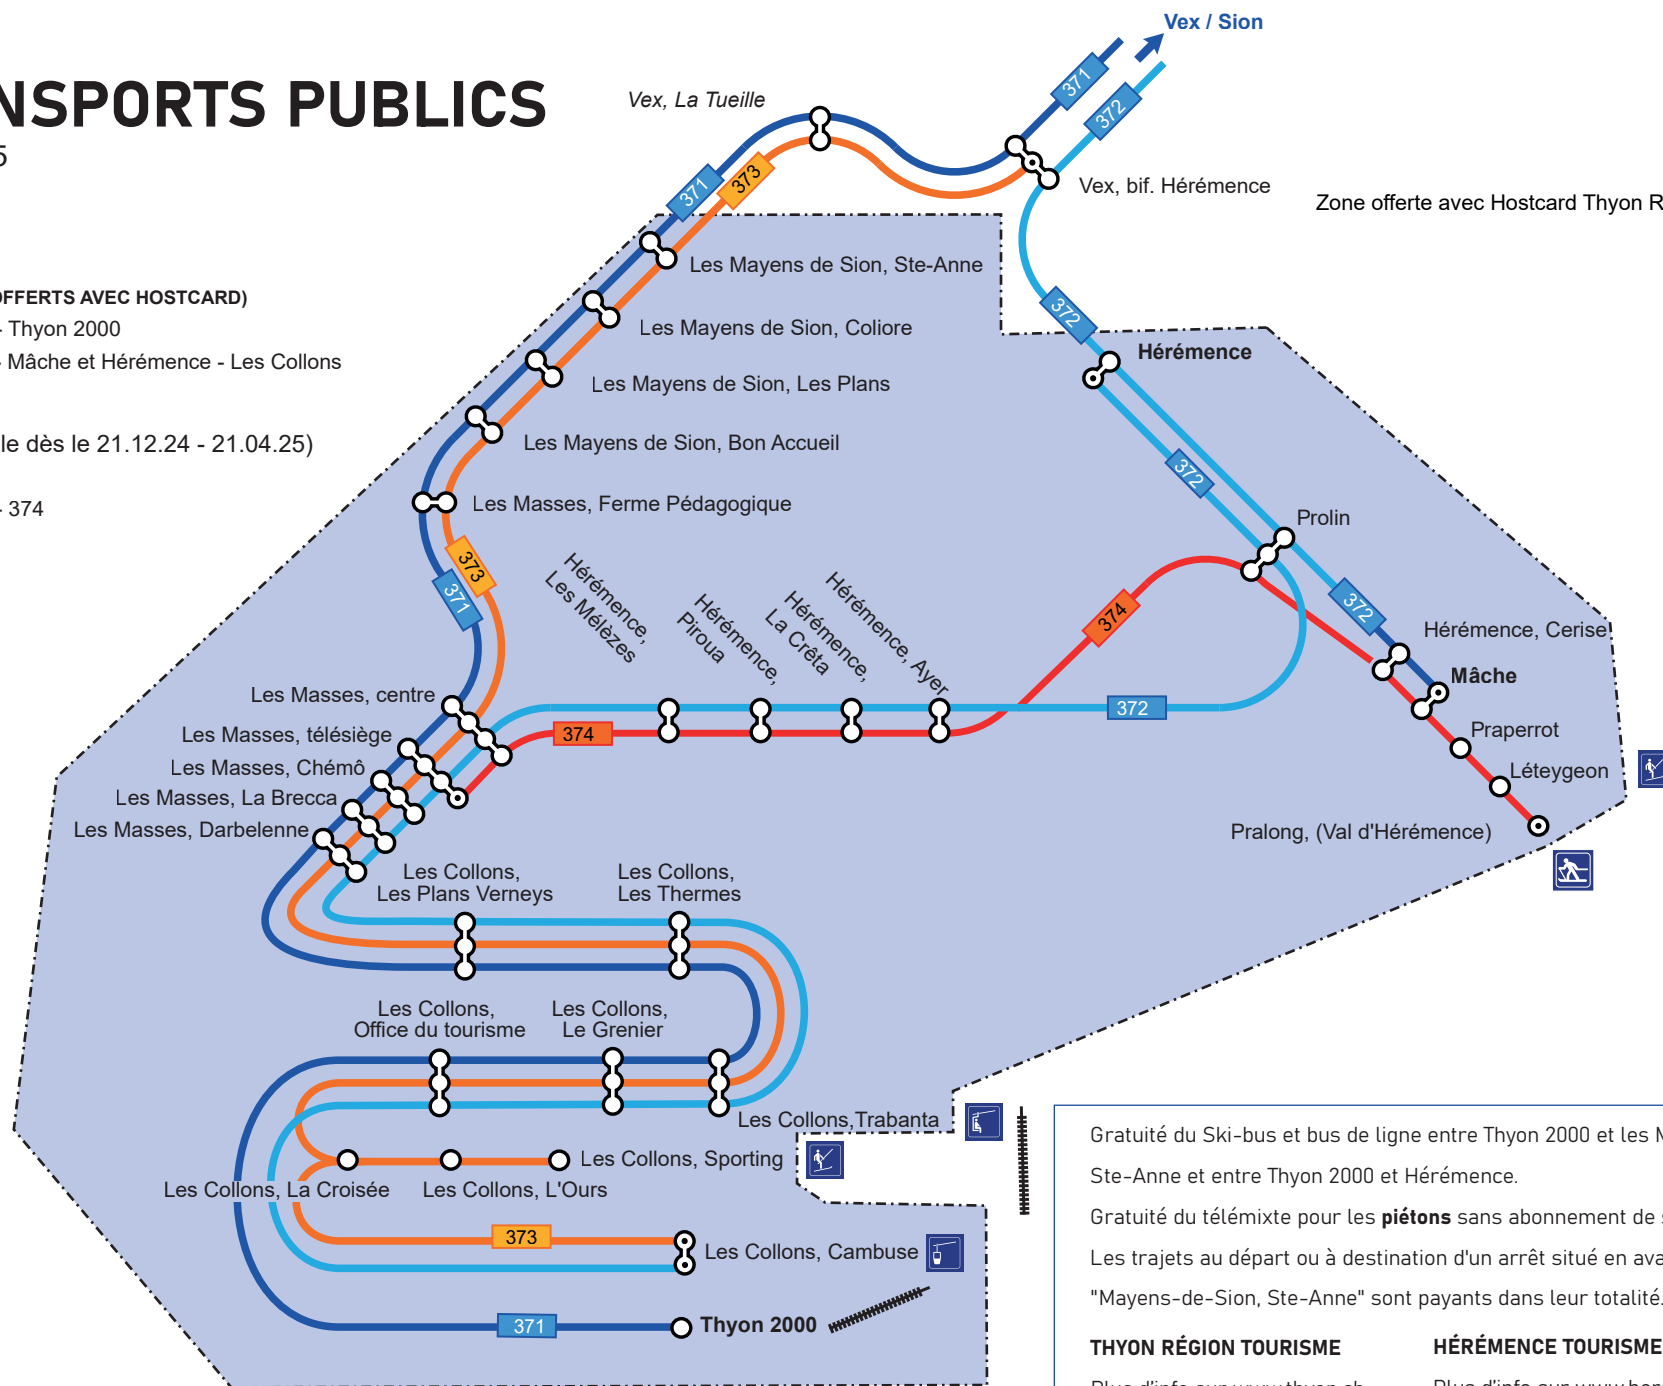 Vex / Sion
NSPORTS PUBLICS
5
Vex, La Tueille
371
372
371
373
Vex, bif. Hérémence
Zone offerte avec Hostcard Thyon R
Les Mayens de Sion, Ste-Anne
OFFERTS AVEC HOSTCARD)
- Thyon 2000
- Mâche et Hérémence - Les Collons
Les Mayens de Sion, Coliore
372
Hérémence
Les Mayens de Sion, Les Plans
le dès le 21.12.24 - 21.04.25)
Les Mayens de Sion, Bon Accueil
372
- 374
Les Masses, Ferme Pédagogique
Prolin
373
371
Hérémence,
Les Mélèzes
Hérémence,
Piroua
Hérémence,
La Crêta
Hérémence, Ayer
374
372
Hérémence, Cerise
Mâche
Les Masses, centre
372
374
Les Masses, télésiège
Praperrot
Les Masses, Chémô
Léteygeon
Les Masses, La Brecca
Les Masses, Darbelenne
Pralong, (Val d'Hérémence)
Les Collons,
Les Plans Verneys
Les Collons,
Les Thermes
Les Collons,
Office du tourisme
Les Collons,
Le Grenier
Les Collons,Trabanta
Les Collons, Sporting
Les Collons, La Croisée
Les Collons, L'Ours
373
Les Collons, Cambuse
371
Thyon 2000
Gratuité du Ski-bus et bus de ligne entre Thyon 2000 et les M
Ste-Anne et entre Thyon 2000 et Hérémence.
Gratuité du télémixte pour les piétons sans abonnement de s
Les trajets au départ ou à destination d'un arrêt situé en ava
"Mayens-de-Sion, Ste-Anne" sont payants dans leur totalité.
THYON RÉGION TOURISME
HÉRÉMENCE TOURISME